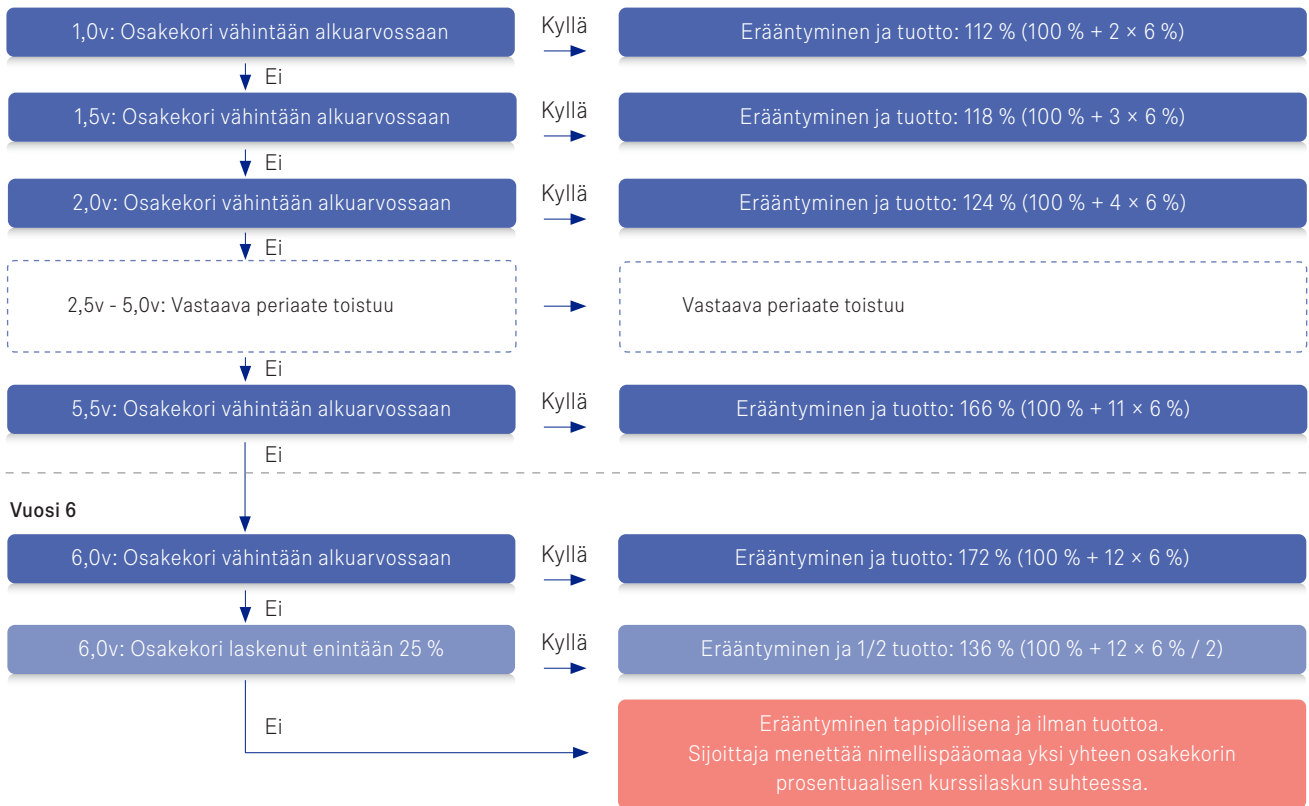 1,0v: Osakekori vähintään alkuarvossaan
Kyllä
Erääntyminen ja tuotto: 112 % (100 % + 2 × 6 %)
Ei
1,5v: Osakekori vähintään alkuarvossaan
Kyllä
Erääntyminen ja tuotto: 118 % (100 % + 3 × 6 %)
Ei
2,0v: Osakekori vähintään alkuarvossaan
Kyllä
Erääntyminen ja tuotto: 124 % (100 % + 4 × 6 %)
Ei
2,5v - 5,0v: Vastaava periaate toistuu
Vastaava periaate toistuu
Ei
5,5v: Osakekori vähintään alkuarvossaan
Kyllä
Erääntyminen ja tuotto: 166 % (100 % + 11 × 6 %)
Ei
Vuosi 6
6,0v: Osakekori vähintään alkuarvossaan
Kyllä
Erääntyminen ja tuotto: 172 % (100 % + 12 × 6 %)
Ei
6,0v: Osakekori laskenut enintään 25 %
Kyllä
Erääntyminen ja 1/2 tuotto: 136 % (100 % + 12 × 6 % / 2)
Ei
Erääntyminen tappiollisena ja ilman tuottoa.
Sijoittaja menettää nimellispääomaa yksi yhteen osakekorin
prosentuaalisen kurssilaskun suhteessa.